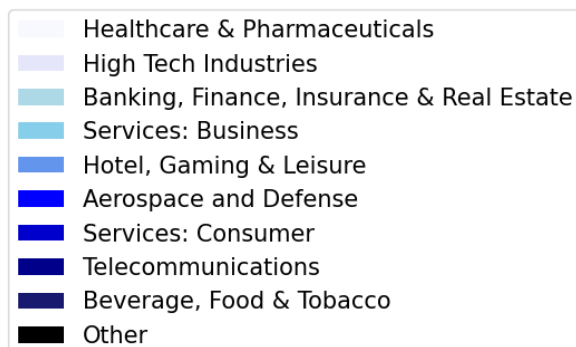 Healthcare & Pharmaceuticals
High Tech Industries
Banking, Finance, Insurance & Real Estate
Services: Business
Hotel, Gaming & Leisure
Aerospace and Defense
Services: Consumer
Telecommunications
Beverage, Food & Tobacco
Other